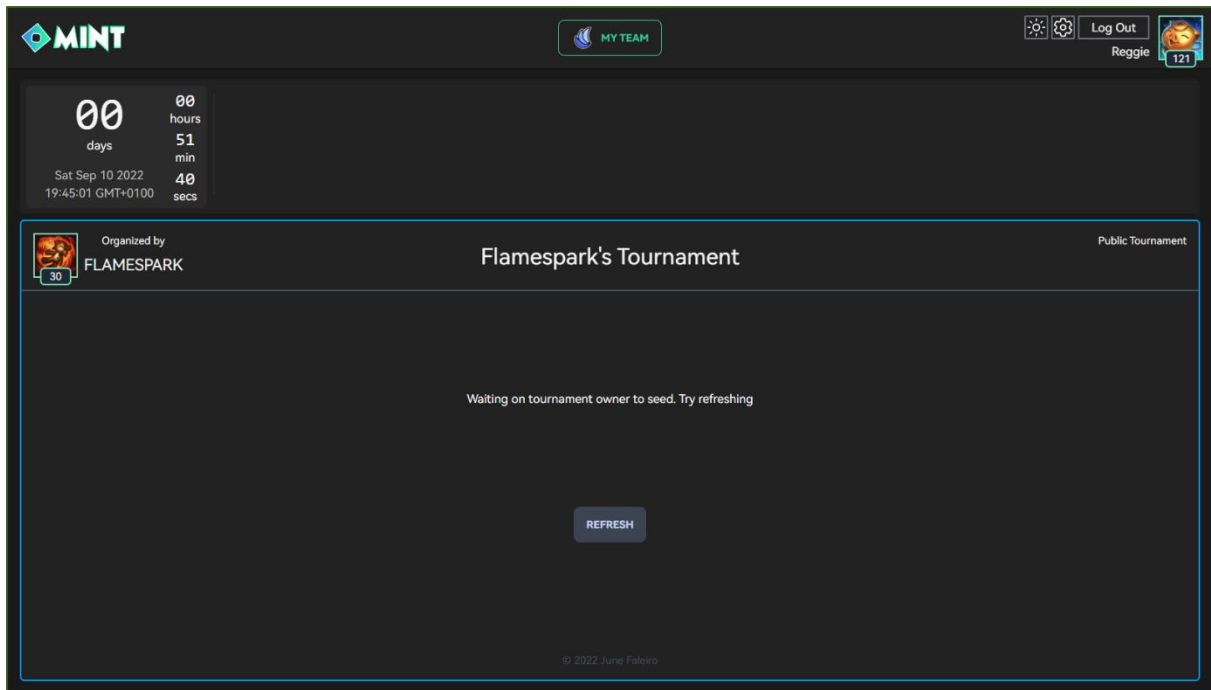 MINT
MY TEAM
Log Out
Reggie
121
00
days
00
hours
51
min
40
secs
Sat Sep 10 2022
19:45:01 GMT+0100
Organized by
FLAMESPARK
30
Flamespark's Tournament
Public Tournament
Waiting on tournament owner to seed. Try refreshing
REFRESH
© 2022 June Faleiro